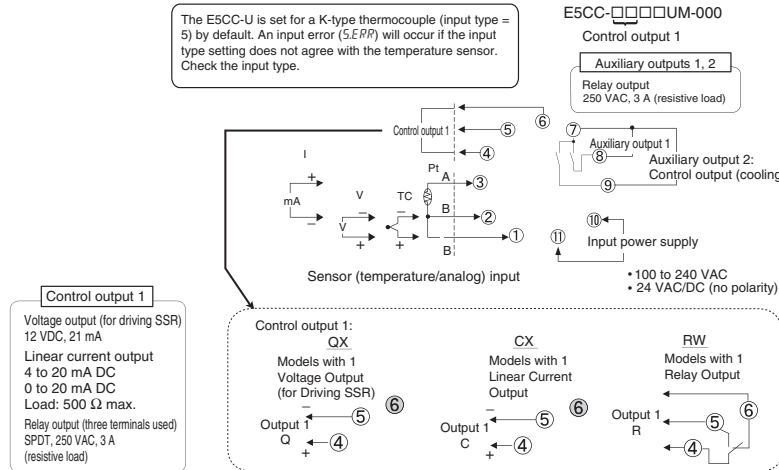 The E5CC-U is set for a K-type thermocouple (input type =
5) by default. An input error (S.ERR) will occur if the input
type setting does not agree with the temperature sensor.
Check the input type.
E5CC-□□□□UM-000
Control output 1
Auxiliary outputs 1, 2
Relay output
250 VAC, 3 A (resistive load)
Control output 1
⑥
⑤
④
⑦
Auxiliary output 1
⑧
⑨
Auxiliary output 2:
Control output (cooling
I
+
mA
−
V
−
V
+
TC
−
+
Pt
A
③
B
②
①
B
⑩
⑪
Input power supply
• 100 to 240 VAC
• 24 VAC/DC (no polarity)
Sensor (temperature/analog) input
Control output 1
Voltage output (for driving SSR)
12 VDC, 21 mA
Linear current output
4 to 20 mA DC
0 to 20 mA DC
Load: 500 Ω max.
Relay output (three terminals used)
SPDT, 250 VAC, 3 A
(resistive load)
Control output 1:
QX
Models with 1
Voltage Output
(for Driving SSR)
−
⑤
⑥
Output 1
Q
④
+
CX
Models with 1
Linear Current
Output
−
⑤
⑥
Output 1
C
④
+
RW
Models with 1
Relay Output
⑥
Output 1
R
⑤
④